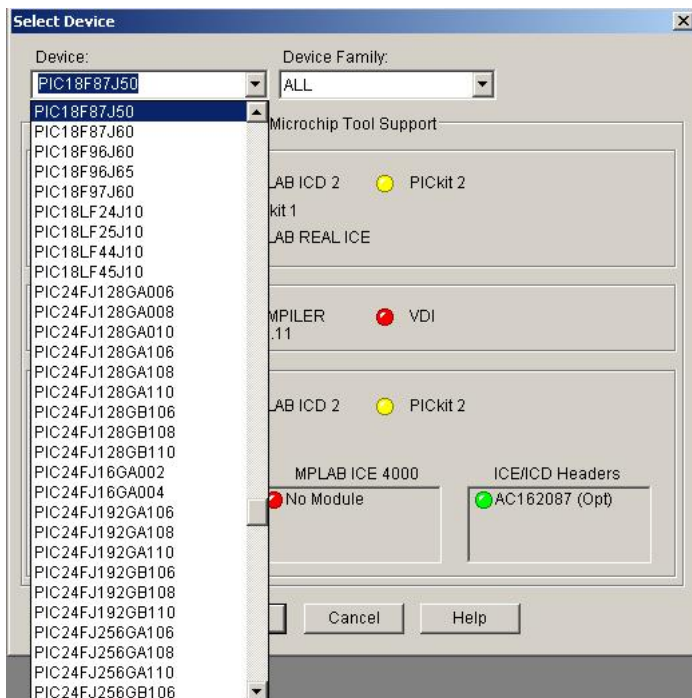 Select Device
Device:
Device Family:
PIC18F87J50
ALL
PIC18F87J50
PIC18F87J60
PIC18F96J60
PIC18F96J65
PIC18F97J60
PIC18LF24J10
PIC18LF25J10
PIC18LF44J10
PIC18LF45J10
PIC24FJ128GA006
PIC24FJ128GA008
PIC24FJ128GA010
PIC24FJ128GA106
PIC24FJ128GA108
PIC24FJ128GA110
PIC24FJ128GB106
PIC24FJ128GB108
PIC24FJ128GB110
PIC24FJ16GA002
PIC24FJ16GA004
PIC24FJ192GA106
PIC24FJ192GA108
PIC24FJ192GA110
PIC24FJ192GB106
PIC24FJ192GB108
PIC24FJ192GB110
PIC24FJ256GA106
PIC24FJ256GA108
PIC24FJ256GA110
PIC24FJ256GB106
Microchip Tool Support
LAB ICD 2
PICkit 2
kit 1
LAB REAL ICE
MPILER
VDI
.11
LAB ICD 2
PICkit 2
MPLAB ICE 4000
ICE/ICD Headers
No Module
AC162087 (Opt)
Cancel
Help